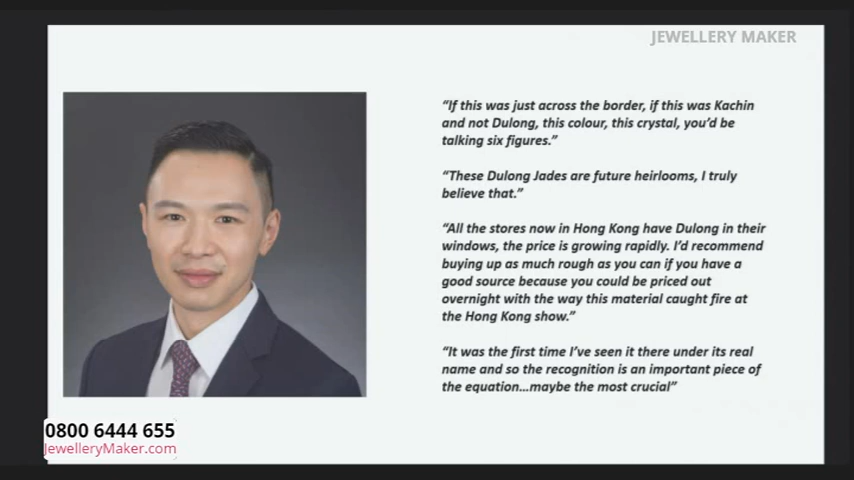 JEWELLERY MAKER
“If this was just across the border, if this was Kachin
and not Dulong, this colour, this crystal, you’d be
talking six figures.”
“These Dulong Jades are future heirlooms, I truly
believe that.”
“All the stores now in Hong Kong have Dulong in their
windows, the price is growing rapidly. I’d recommend
buying up as much rough as you can if you have a
good source because you could be priced out
overnight with the way this material caught fire at
the Hong Kong show.”
“It was the first time I’ve seen it there under its real
name and so the recognition is an important piece of
the equation…maybe the most crucial”
0800 6444 655
JewelleryMaker.com